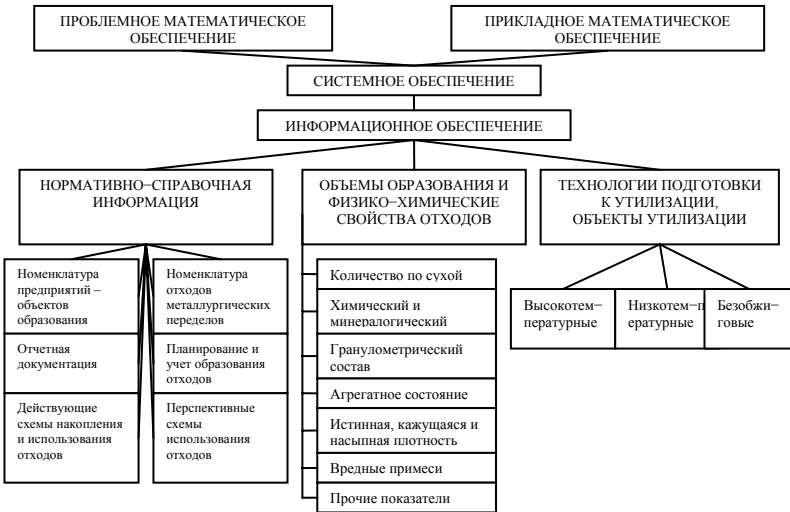 ПРОБЛЕМНОЕ МАТЕМАТИЧЕСКОЕ
ОБЕСПЕЧЕНИЕ
ПРИКЛАДНОЕ МАТЕМАТИЧЕСКОЕ
ОБЕСПЕЧЕНИЕ
СИСТЕМНОЕ ОБЕСПЕЧЕНИЕ
ИНФОРМАЦИОННОЕ ОБЕСПЕЧЕНИЕ
НОРМАТИВНО−СПРАВОЧНАЯ
ИНФОРМАЦИЯ
ОБЪЕМЫ ОБРАЗОВАНИЯ И
ФИЗИКО−ХИМИЧЕСКИЕ
СВОЙСТВА ОТХОДОВ
ТЕХНОЛОГИИ ПОДГОТОВКИ
К УТИЛИЗАЦИИ,
ОБЪЕКТЫ УТИЛИЗАЦИИ
Номенклатура
предприятий –
объектов
образования
Номенклатура
отходов
металлургических
переделов
Отчетная
документация
Планирование и
учет образования
отходов
Действующие
схемы накопления
и использования
отходов
Перспективные
схемы
использования
отходов
Количество по сухой
Химический и
минералогический
Гранулометрический
состав
Агрегатное состояние
Истинная, кажущаяся и
насыпная плотность
Вредные примеси
Прочие показатели
Высокотем−
пературные
Низкотем−п
ературные
Безобжи−
говые